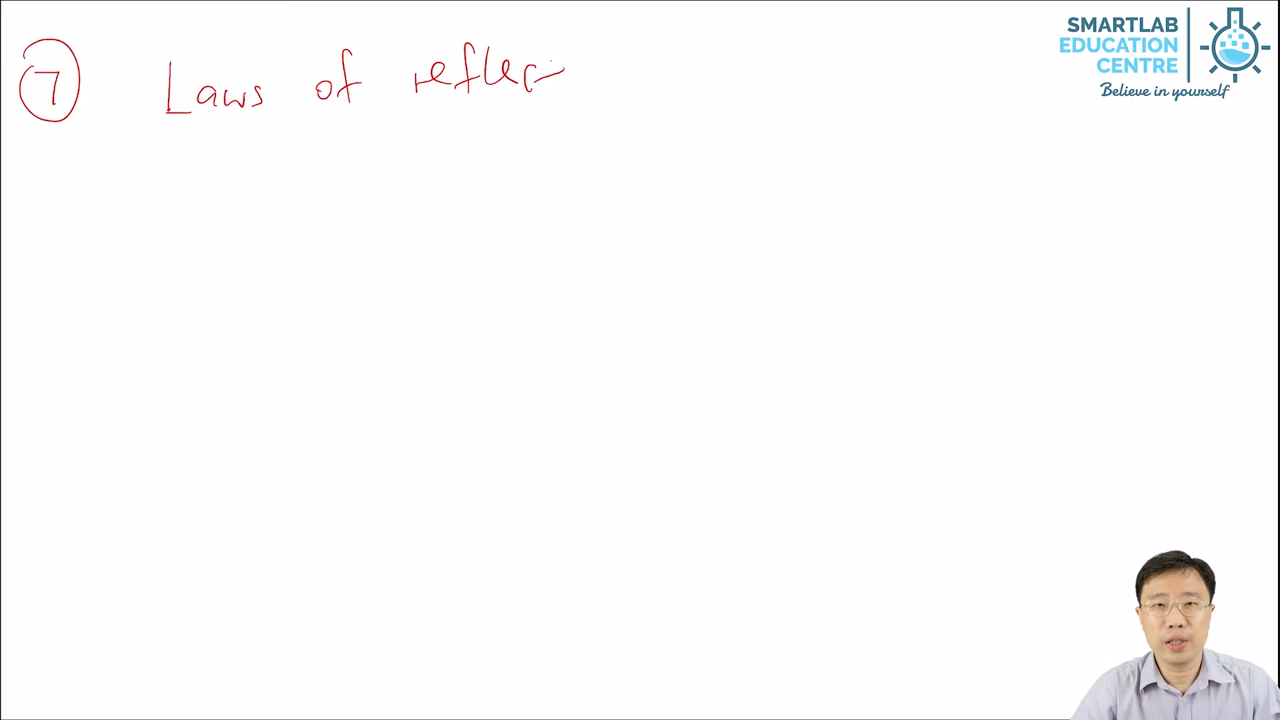 7 Laws of reflec
SMARTLAB
EDUCATION
CENTRE
Believe in yourself